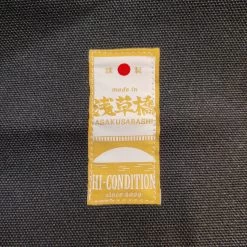 謹製
made in
浅草橋
ASAKUSABASHI
HI-CONDITION